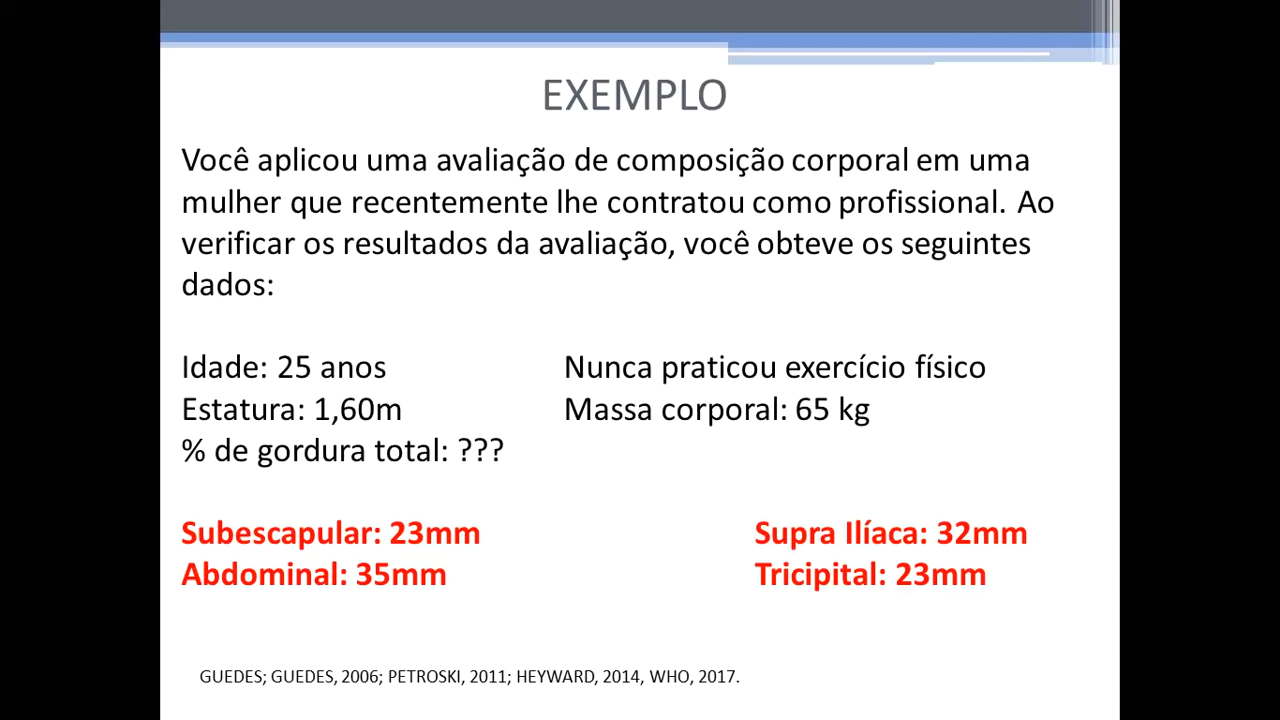 EXEMPLO
Você aplicou uma avaliação de composição corporal em uma
mulher que recentemente lhe contratou como profissional. Ao
verificar os resultados da avaliação, você obteve os seguintes
dados:
Idade: 25 anos Nunca praticou exercício físico
Estatura: 1,60m Massa corporal: 65 kg
% de gordura total: ???
Subescapular: 23mm Supra Ilíaca: 32mm
Abdominal: 35mm Tricipital: 23mm
GUEDES; GUEDES, 2006; PETROSKI, 2011; HEYWARD, 2014, WHO, 2017.